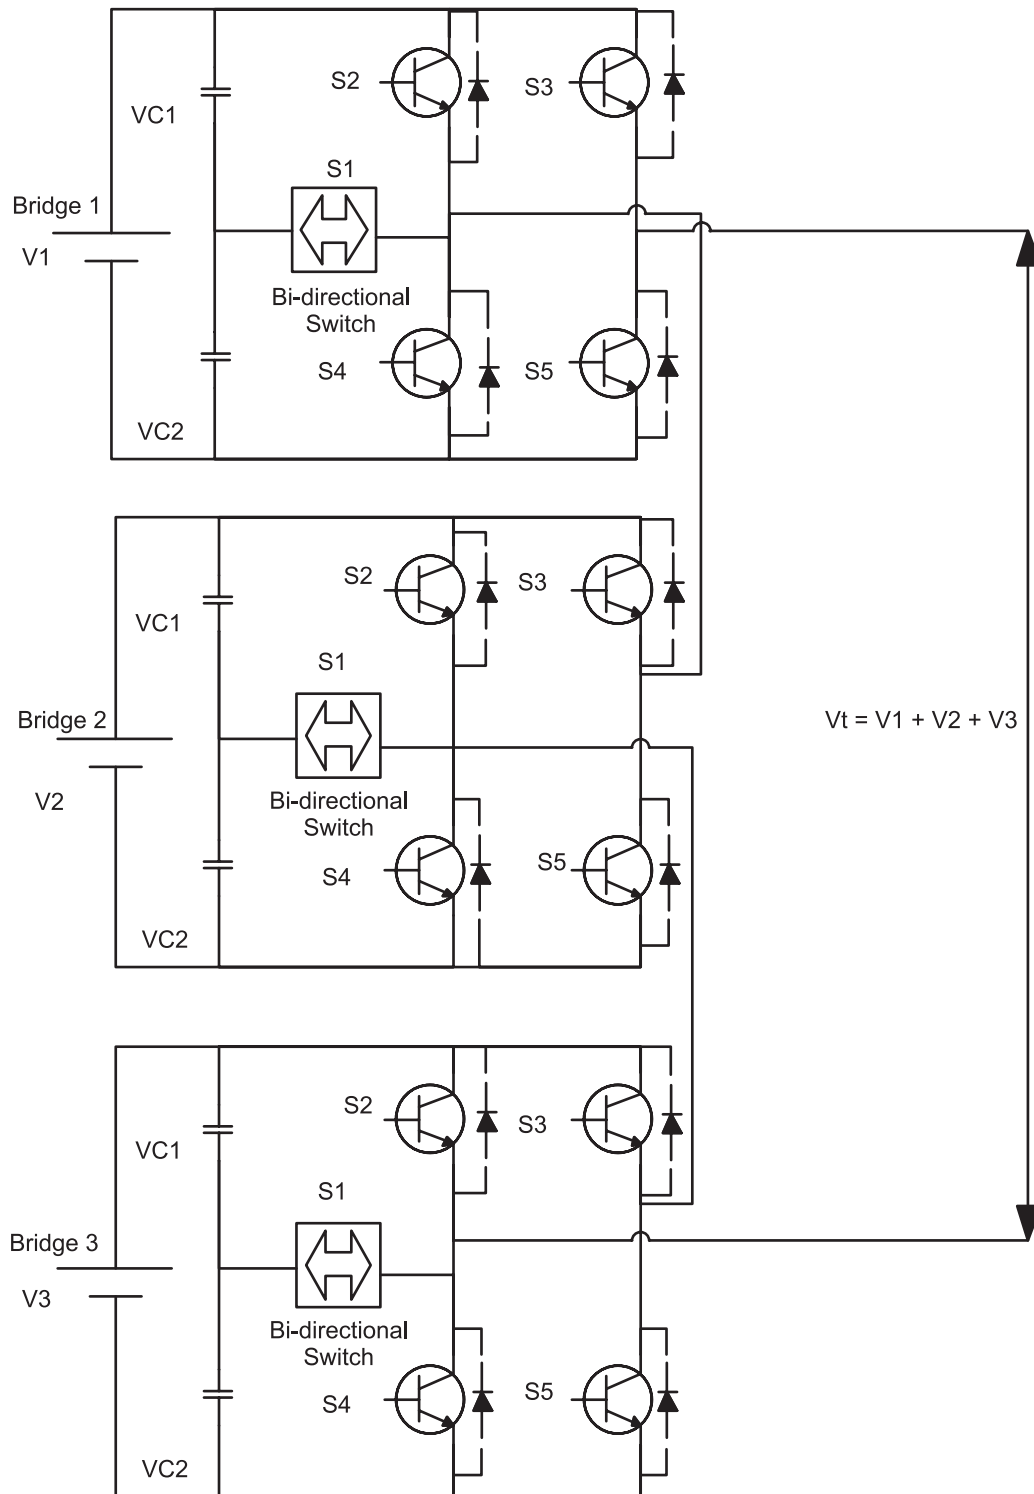 S2
S3
VC1
S1
Bridge 1
V1
Bi-directional
Switch
S4
S5
VC2
S2
S3
VC1
S1
Bridge 2
Vt = V1 + V2 + V3
V2
Bi-directional
Switch
S4
S5
VC2
S2
S3
VC1
S1
Bridge 3
V3
Bi-directional
Switch
S4
S5
VC2